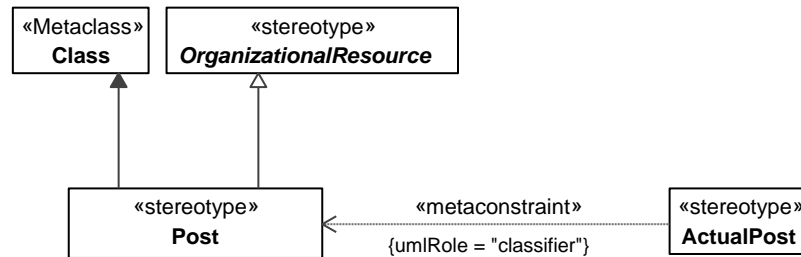 «Metaclass»
Class
«stereotype»
OrganizationalResource
«stereotype»
Post
«metaconstraint»
{umlRole = "classifier"}
«stereotype»
ActualPost